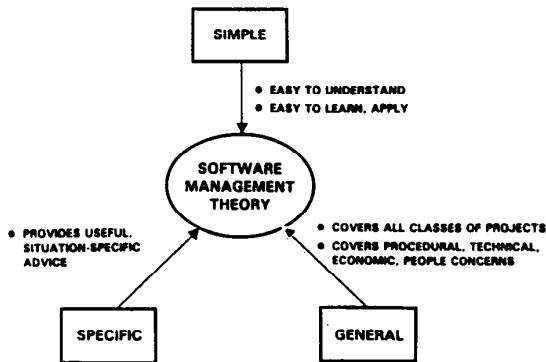 SIMPLE
• EASY TO UNDERSTAND
• EASY TO LEARN, APPLY
SOFTWARE
MANAGEMENT
THEORY
• PROVIDES USEFUL,
SITUATION-SPECIFIC
ADVICE
• COVERS ALL CLASSES OF PROJECTS
• COVERS PROCEDURAL, TECHNICAL,
ECONOMIC, PEOPLE CONCERNS
SPECIFIC
GENERAL